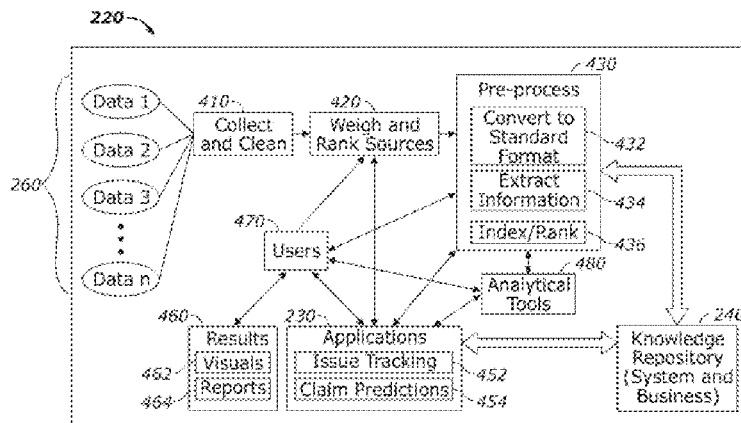 220
260
Data 1
Data 2
Data 3
Data n
410
Collect
and Clean
420
Weigh and
Rank Sources
430
Pre-process
Convert to
Standard
Format
432
Extract
Information
434
Index/Rank
436
470
Users
480
Analytical
Tools
460
Results
462
Visuals
464
Reports
230
Applications
Issue Tracking
452
Claim Predictions
454
240
Knowledge
Repository
(System and
Business)